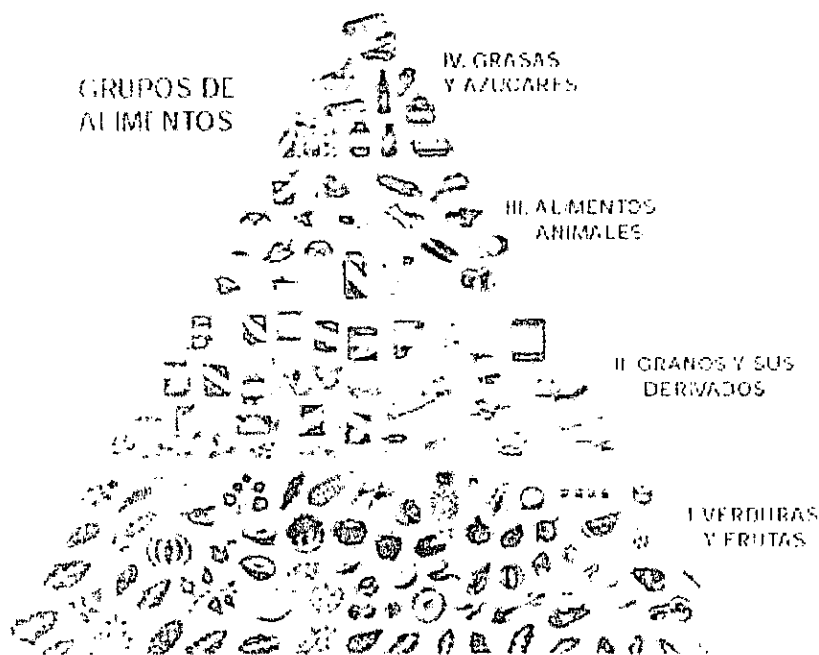 GRUPOS DE
ALIMENTOS
IV. GRASAS
Y AZUCARES
III. ALIMENTOS
ANIMALES
II. GRANOS Y SUS
DERIVADOS
I. VERDURAS
Y FRUTAS